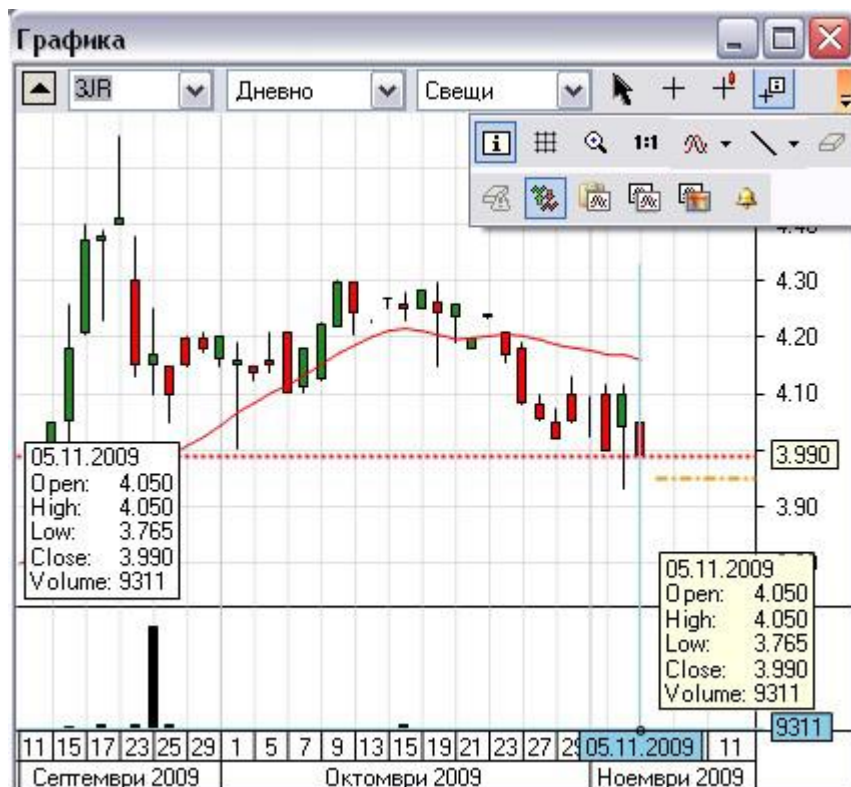 Графика
3JR Дневно Свещи
1:1
4.40
4.30
4.20
4.10
3.990
3.90
05.11.2009
Open: 4.050
High: 4.050
Low: 3.765
Close: 3.990
Volume: 9311
05.11.2009
Open: 4.050
High: 4.050
Low: 3.765
Close: 3.990
Volume: 9311
9311
11 15 17 23 25 29 1 5 7 9 13 15 19 21 23 27 29 05.11.2009 11
Септември 2009 Октомври 2009 Ноември 2009